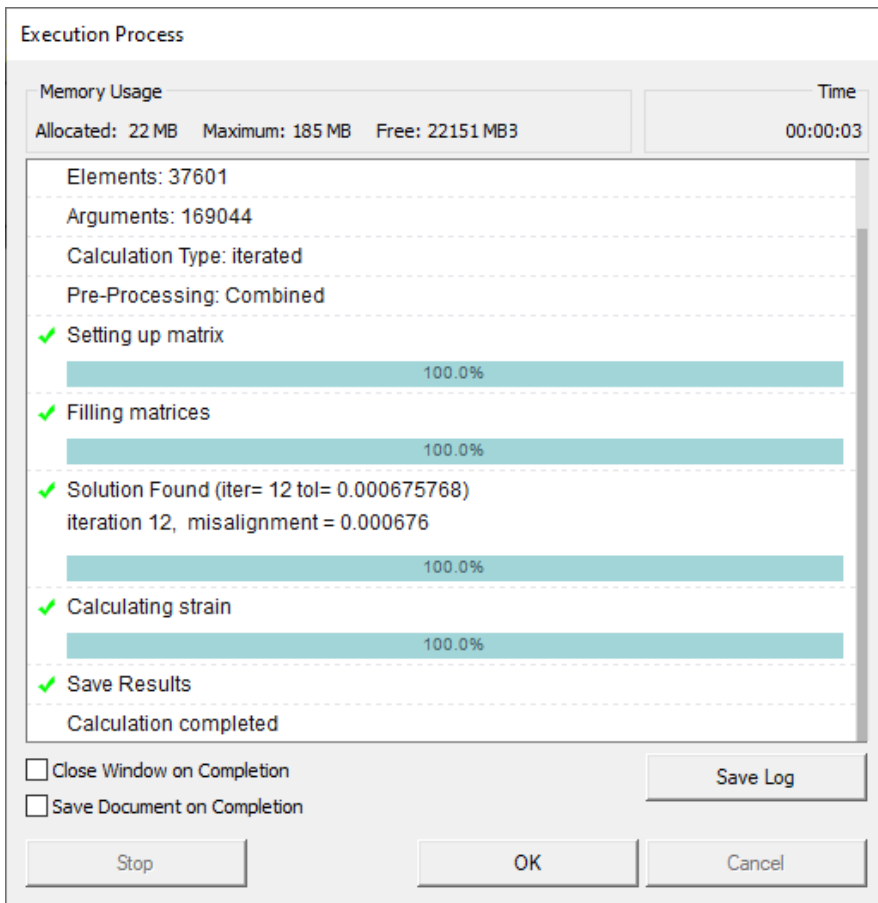 Execution Process
Memory Usage
Time
Allocated: 22 MB Maximum: 185 MB Free: 22151 MB3
00:00:03
Elements: 37601
Arguments: 169044
Calculation Type: iterated
Pre-Processing: Combined
Setting up matrix
100.0%
Filling matrices
100.0%
Solution Found (iter= 12 tol= 0.000675768)
iteration 12, misalignment = 0.000676
100.0%
Calculating strain
100.0%
Save Results
Calculation completed
Close Window on Completion
Save Log
Save Document on Completion
Stop
OK
Cancel